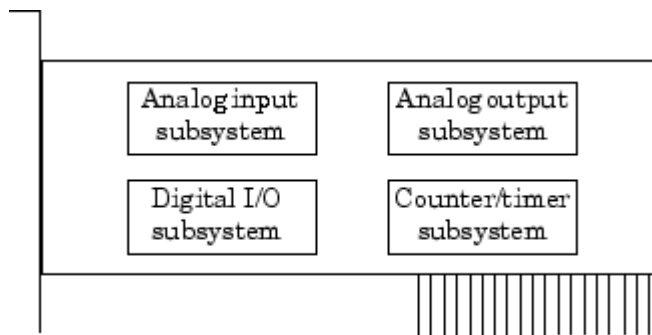 Analog input
subsystem
Analog output
subsystem
Digital I/O
subsystem
Counter/timer
subsystem